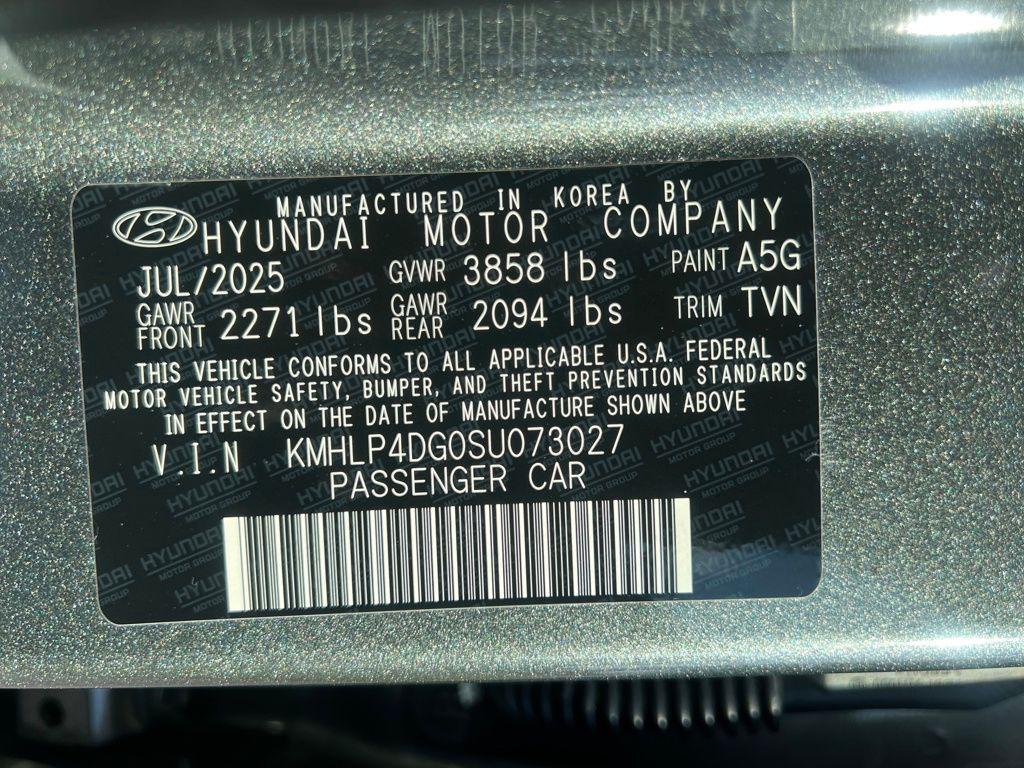 MANUFACTURED IN KOREA BY
HYUNDAI MOTOR COMPANY
JUL/2025 GVWR 3858 lbs PAINT A5G
GAWR FRONT 2271 lbs GAWR REAR 2094 lbs TRIM TVN
THIS VEHICLE CONFORMS TO ALL APPLICABLE U.S.A. FEDERAL
MOTOR VEHICLE SAFETY, BUMPER, AND THEFT PREVENTION STANDARDS
IN EFFECT ON THE DATE OF MANUFACTURE SHOWN ABOVE
V.I.N KMHLP4DG0SU073027
PASSENGER CAR